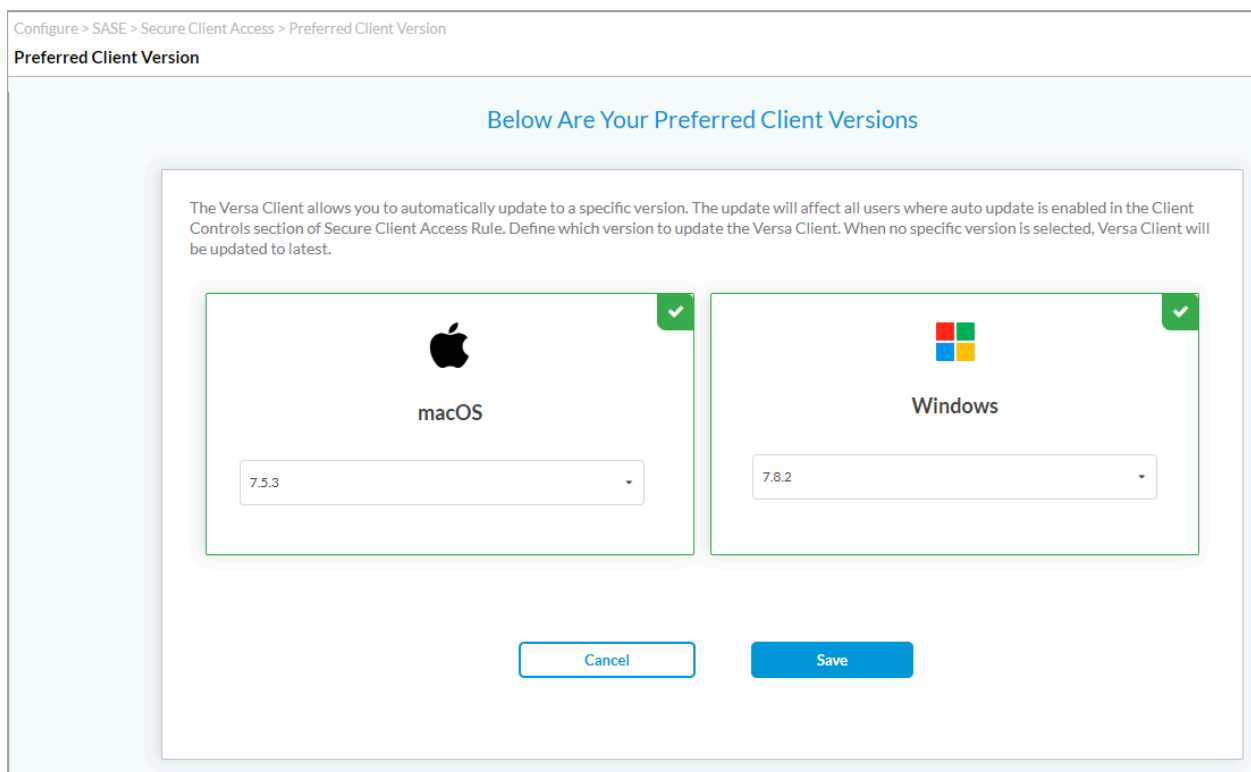 Configure > SASE > Secure Client Access > Preferred Client Version
Preferred Client Version
Below Are Your Preferred Client Versions
The Versa Client allows you to automatically update to a specific version. The update will affect all users where auto update is enabled in the Client
Controls section of Secure Client Access Rule. Define which version to update the Versa Client. When no specific version is selected, Versa Client will
be updated to latest.
macOS
7.5.3
Windows
7.8.2
Cancel
Save